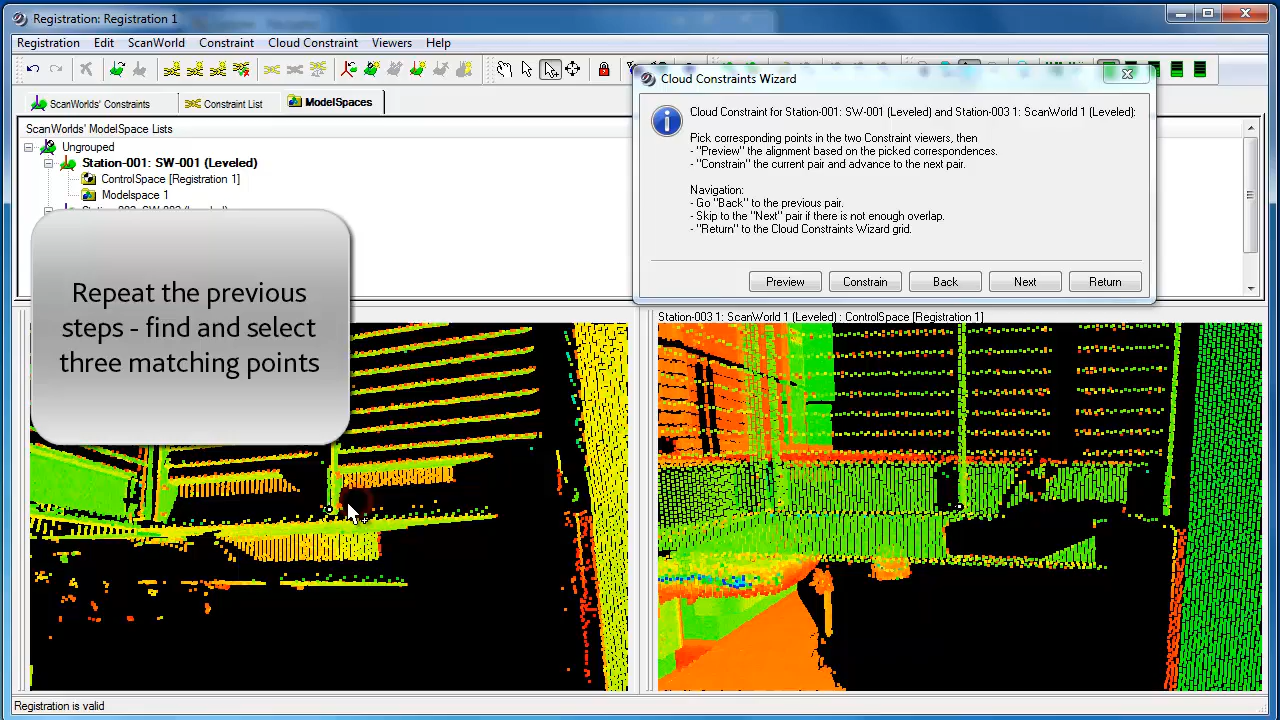 Registration: Registration 1
Registration Edit ScanWorld Constraint Cloud Constraint Viewers Help
ScanWorlds' Constraints Constraint List ModelSpaces
ScanWorlds' ModelSpace Lists
Ungrouped
Station-001: SW-001 (Leveled)
ControlSpace [Registration 1]
Modelspace 1
Repeat the previous
steps - find and select
three matching points
Cloud Constraints Wizard
Cloud Constraint for Station-001: SW-001 (Leveled) and Station-003 1: ScanWorld 1 (Leveled):
Pick corresponding points in the two Constraint viewers, then
- "Preview" the alignment based on the picked correspondences.
- "Constrain" the current pair and advance to the next pair.
Navigation:
- Go "Back" to the previous pair.
- Skip to the "Next" pair if there is not enough overlap.
- "Return" to the Cloud Constraints Wizard grid.
Preview Constrain Back Next Return
Station-003 1: ScanWorld 1 (Leveled) : ControlSpace [Registration 1]
Registration is valid